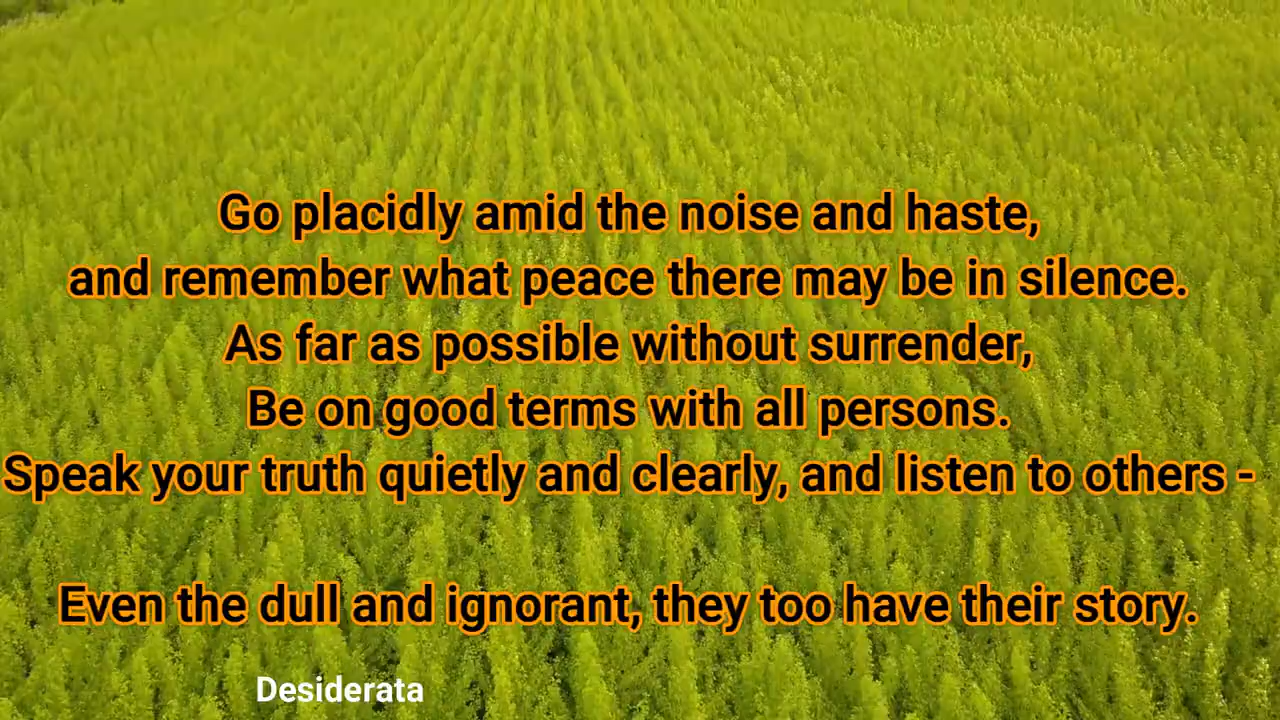 Go placidly amid the noise and haste,
and remember what peace there may be in silence.
As far as possible without surrender,
Be on good terms with all persons.
Speak your truth quietly and clearly, and listen to others -
Even the dull and ignorant, they too have their story.
Desiderata